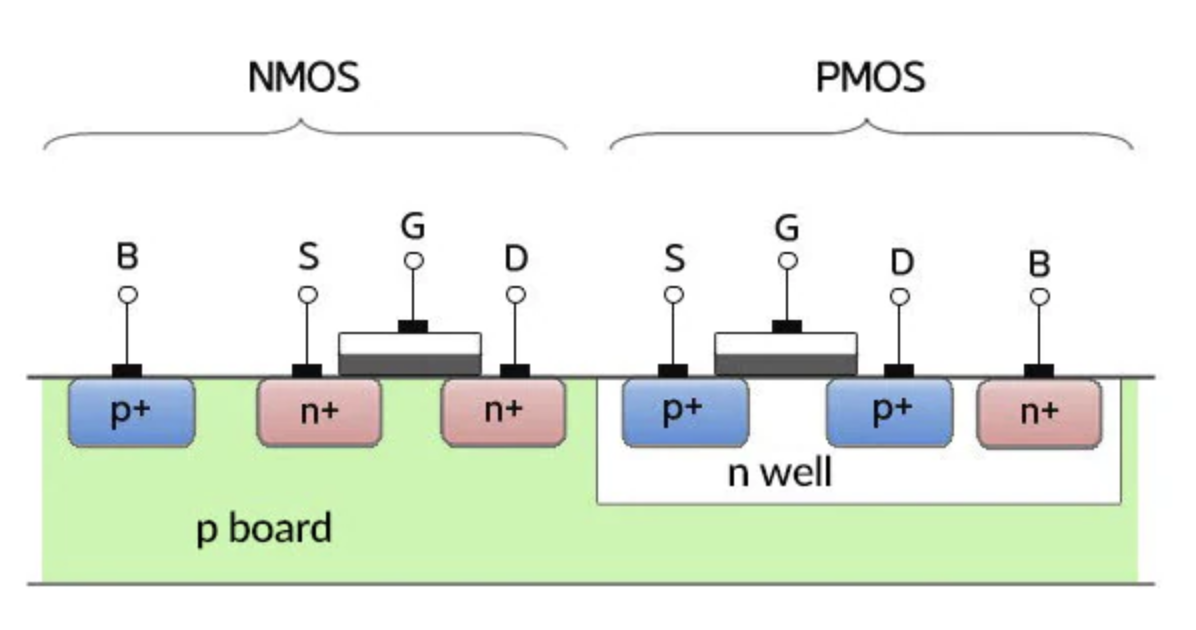 NMOS PMOS
B S G D S G D B
p+ n+ n+ p+ p+ n+
n well
p board